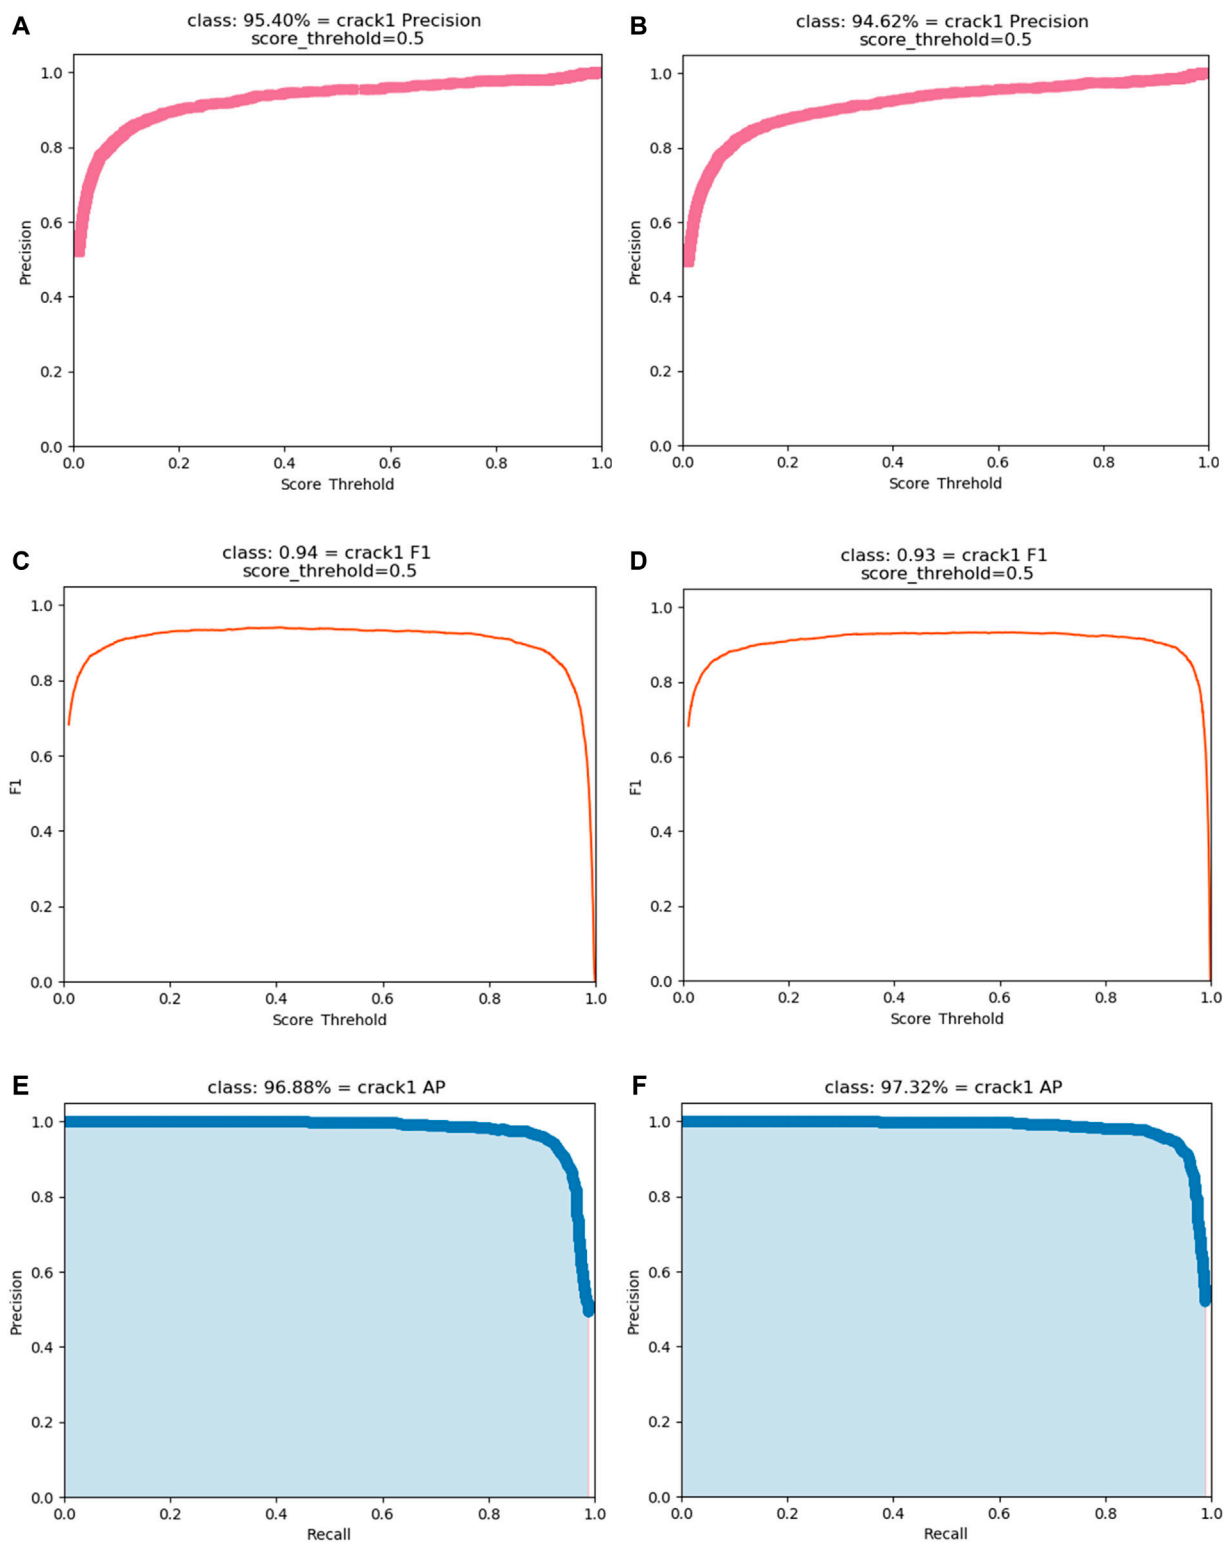 A
class: 95.40% = crack1 Precision
score_threhold=0.5
1.0
0.8
0.6
0.4
0.2
0.0
Precision
0.0 0.2 0.4 0.6 0.8 1.0
Score Threhold
B
class: 94.62% = crack1 Precision
score_threhold=0.5
1.0
0.8
0.6
0.4
0.2
0.0
Precision
0.0 0.2 0.4 0.6 0.8 1.0
Score Threhold
C
class: 0.94 = crack1 F1
score_threhold=0.5
1.0
0.8
0.6
0.4
0.2
0.0
F1
0.0 0.2 0.4 0.6 0.8 1.0
Score Threhold
D
class: 0.93 = crack1 F1
score_threhold=0.5
1.0
0.8
0.6
0.4
0.2
0.0
F1
0.0 0.2 0.4 0.6 0.8 1.0
Score Threhold
E
class: 96.88% = crack1 AP
1.0
0.8
0.6
0.4
0.2
0.0
Precision
0.0 0.2 0.4 0.6 0.8 1.0
Recall
F
class: 97.32% = crack1 AP
1.0
0.8
0.6
0.4
0.2
0.0
Precision
0.0 0.2 0.4 0.6 0.8 1.0
Recall